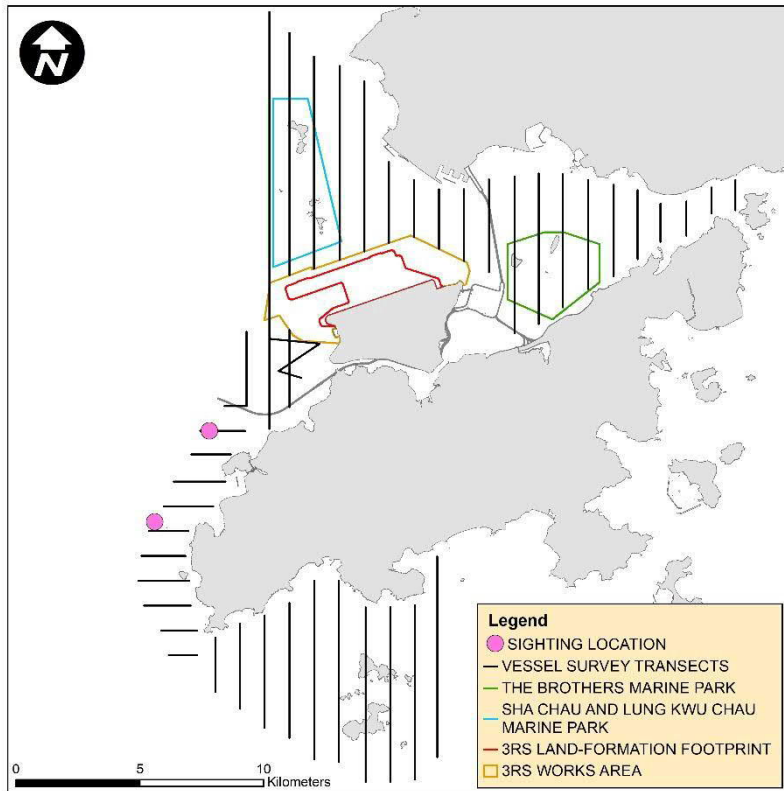 N
Legend
SIGHTING LOCATION
VESSEL SURVEY TRANSECTS
THE BROTHERS MARINE PARK
SHA CHAU AND LUNG KWU CHAU
MARINE PARK
3RS LAND-FORMATION FOOTPRINT
3RS WORKS AREA
0 5 10
Kilometers